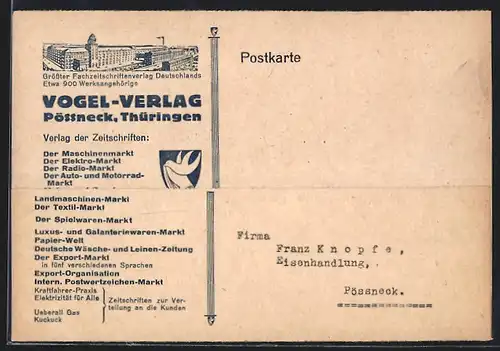 Größter Fachzeitschriftenverlag Deutschlands
Etwa 900 Werksangehörige
VOGEL-VERLAG
Pössneck, Thüringen
Verlag der Zeitschriften:
Der Maschinenmarkt
Der Elektro-Markt
Der Radio-Markt
Der Auto- und Motorrad-
Markt
Landmaschinen-Markt
Der Textil-Markt
Der Spielwaren-Markt
Luxus- und Galanteriewaren-Markt
Papier-Welt
Deutsche Wäsche- und Leinen-Zeitung
Der Export-Markt
in fünf verschiedenen Sprachen
Export-Organisation
Intern. Postwertzeichen-Markt
Kraftfahrer-Praxis
Elektrizität für Alle
Ueberall Gas
Kuckuck
Zeitschriften zur Ver-
teilung an die Kunden
Postkarte
Firma
Franz Knopfe,
Eisenhandlung,
Pössneck.